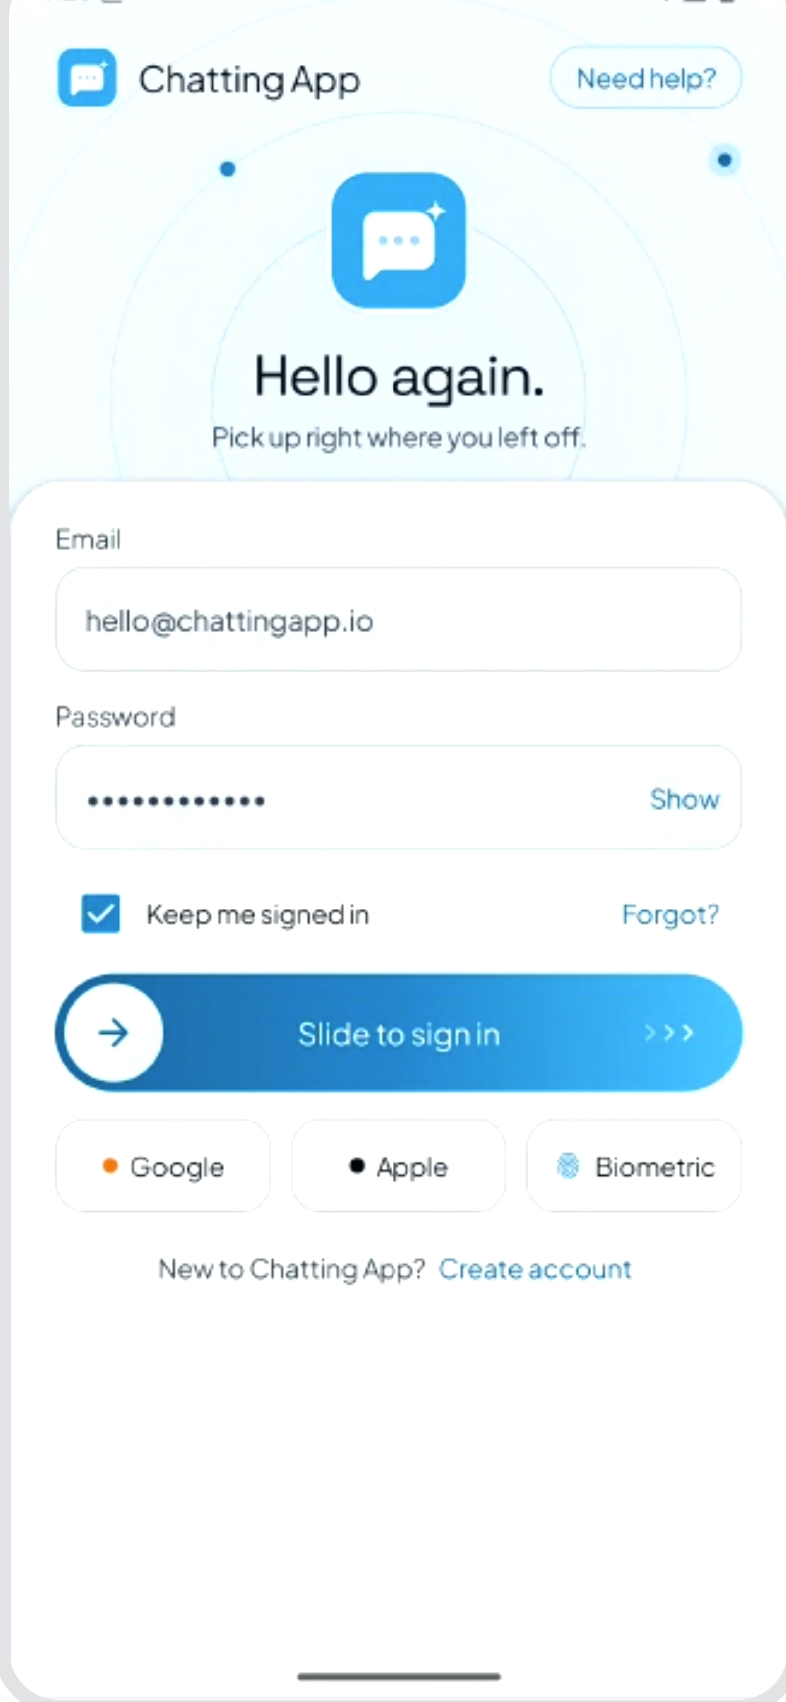 Chatting App
Need help?
Hello again.
Pick up right where you left off.
Email
hello@chattingapp.io
Password
••••••••••••
Show
Keep me signed in
Forgot?
Slide to sign in
Google
Apple
Biometric
New to Chatting App? Create account